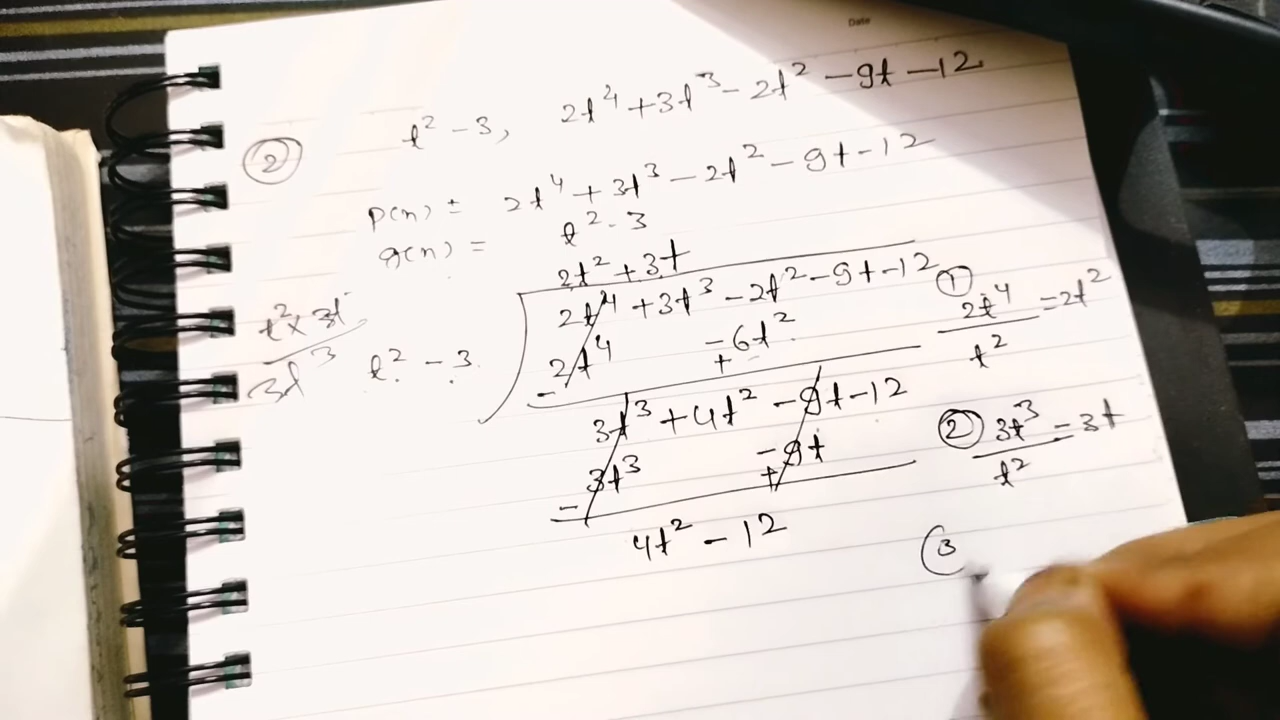 Date
② t² - 3, 2t⁴ + 3t³ - 2t² - 9t - 12
p(n) = 2t⁴ + 3t³ - 2t² - 9t - 12
g(n) = t² - 3
2t² + 3t
t² - 3 2t⁴ + 3t³ - 2t² - 9t - 12
2t⁴ - 6t²
- +
3t³ + 4t² - 9t - 12
3t³ - 9t
- +
4t² - 12
t² × 3t
3t³
① 2t⁴ = 2t²
t²
② 3t³ = 3t
t²
③